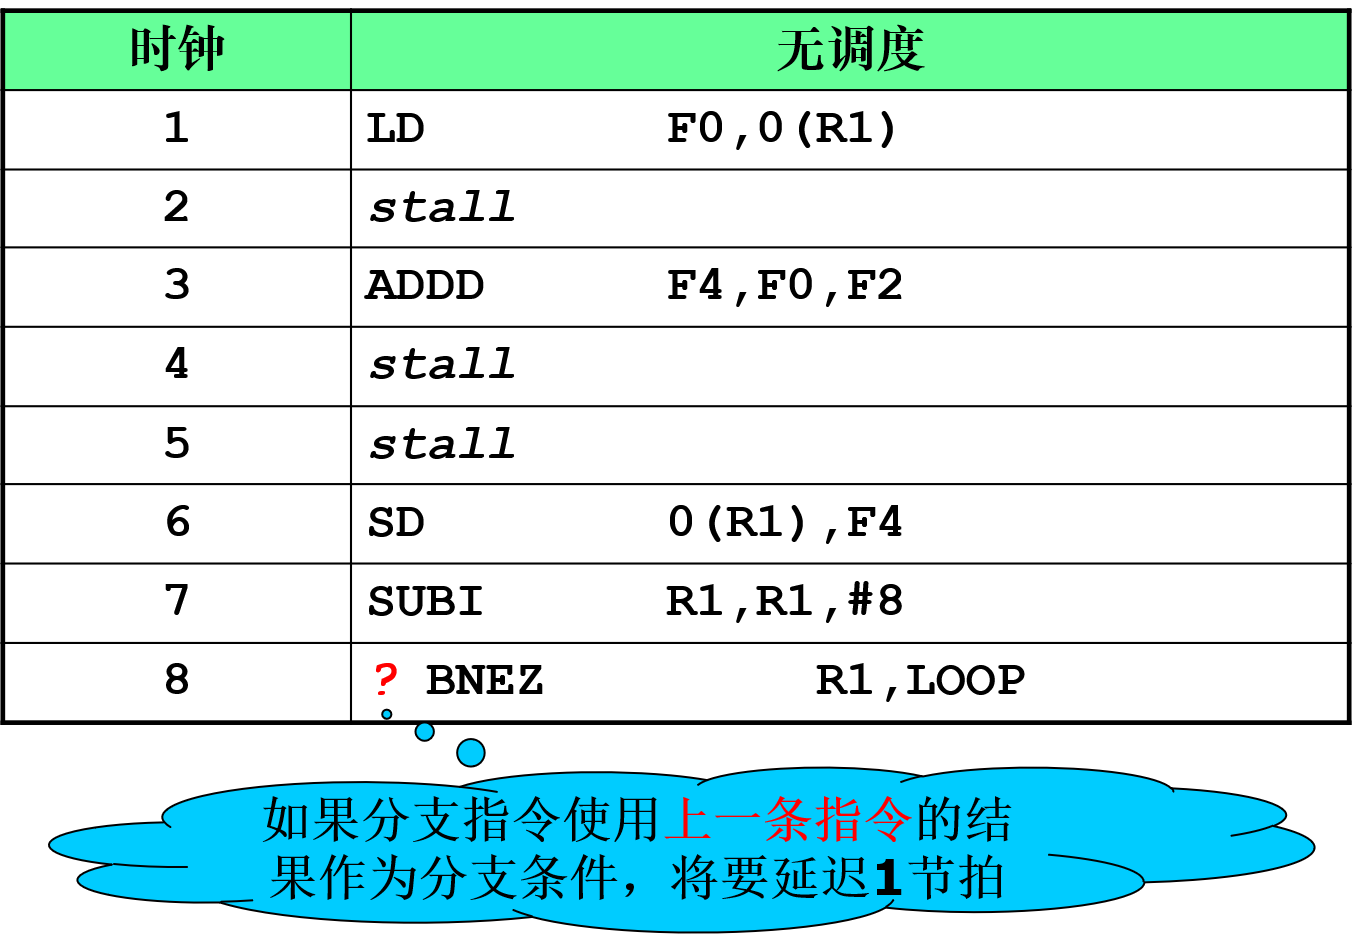 时钟 无调度
1 LD F0,0(R1)
2 stall
3 ADDD F4,F0,F2
4 stall
5 stall
6 SD 0(R1),F4
7 SUBI R1,R1,#8
8 ? BNEZ R1,LOOP
如果分支指令使用上一条指令的结
果作为分支条件，将要延迟1节拍